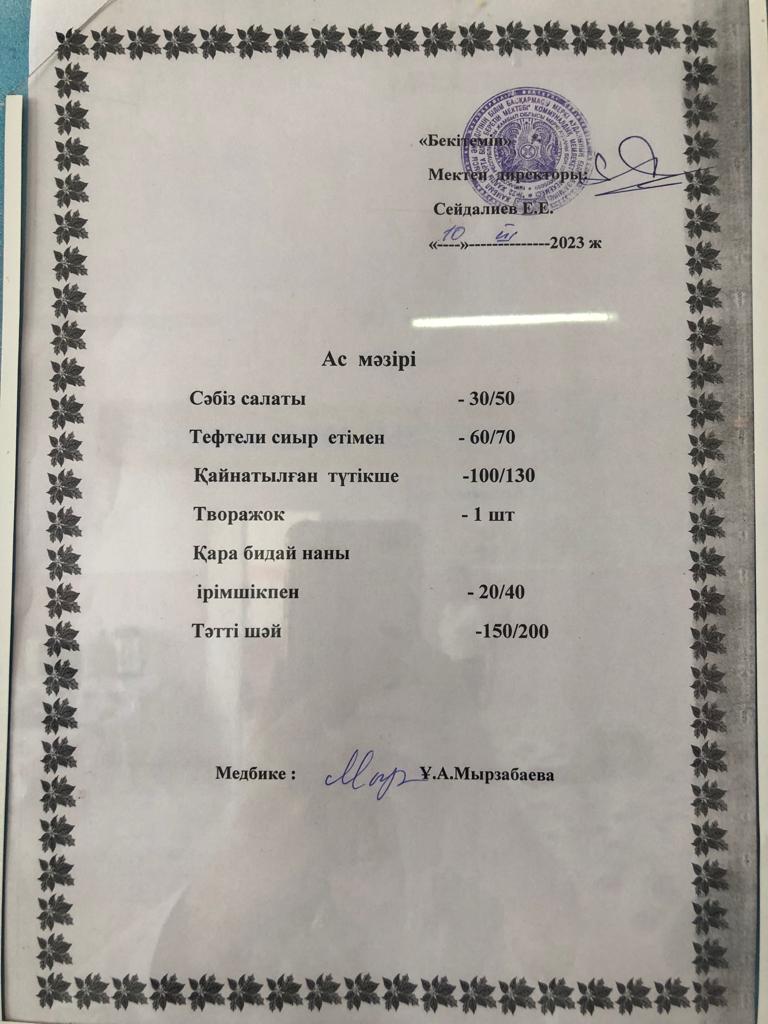 «Бекітемін»
Мектеп директоры:
Сейдалиев Е.Е.
«--10--»------ІІІ---------2023 ж
Ас мәзірі
Сәбіз салаты - 30/50
Тефтели сиыр етімен - 60/70
Қайнатылған түтікше -100/130
Творажок - 1 шт
Қара бидай наны
ірімшікпен - 20/40
Тәтті шәй -150/200
Медбике : Ұ.А.Мырзабаева